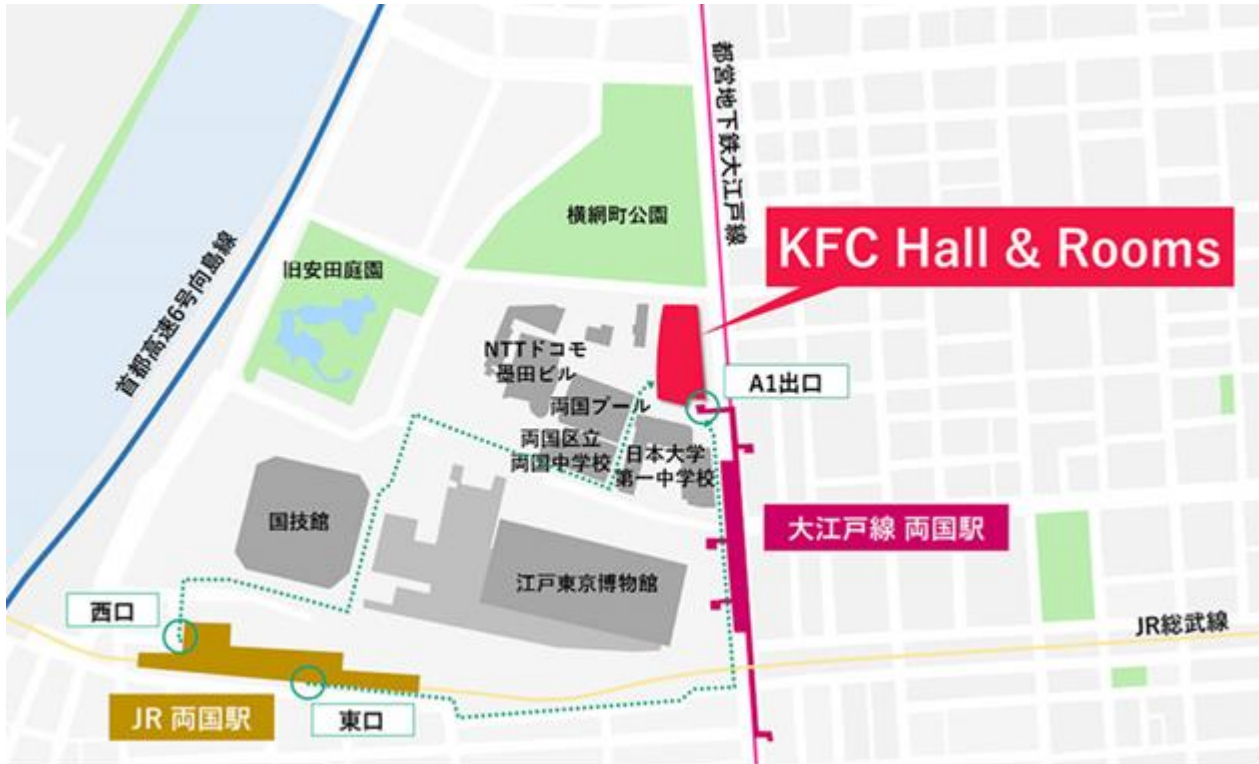 都営地下鉄大江戸線
横網町公園
KFC Hall & Rooms
首都高速6号向島線
旧安田庭園
NTTドコモ
墨田ビル
A1出口
両国プール
両国区立
両国中学校
日本大学
第一中学校
国技館
大江戸線 両国駅
江戸東京博物館
西口
JR総武線
JR 両国駅
東口